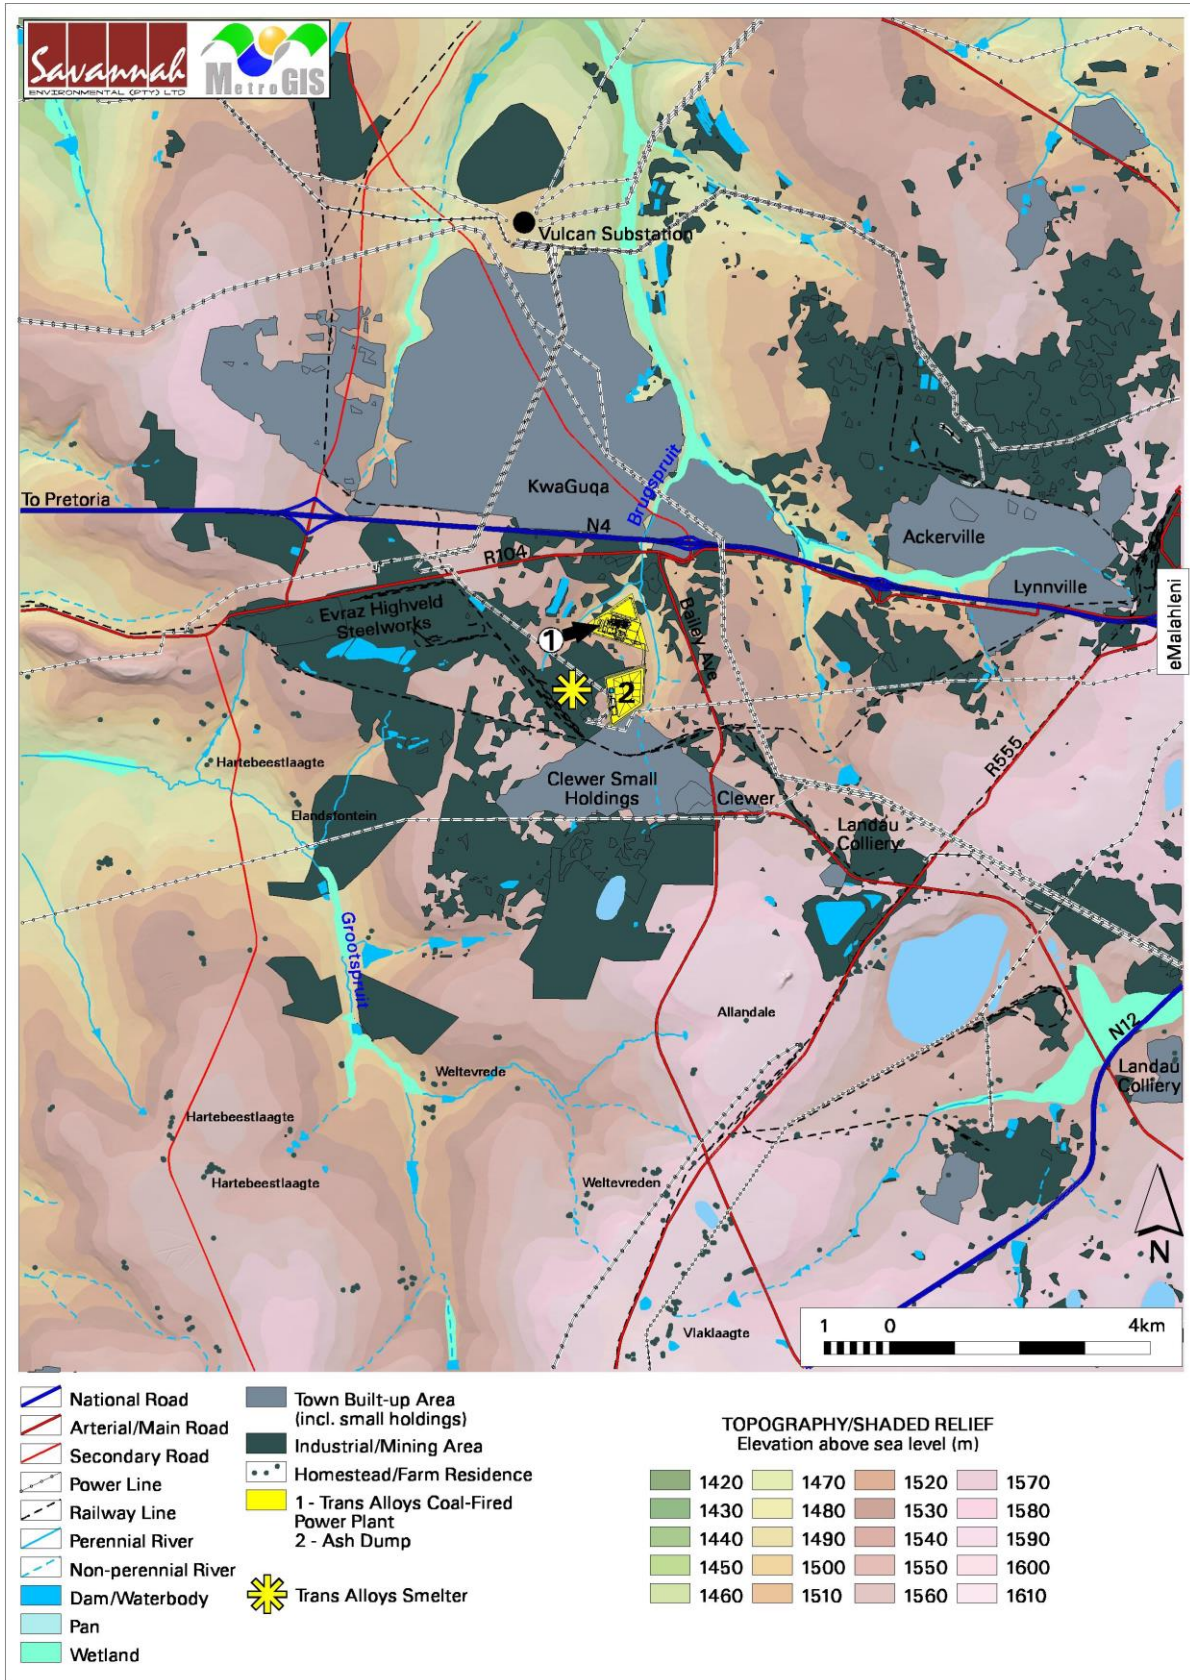 Savannah
ENVIRONMENTAL (PTY) LTD
MetroGIS
Vulcan Substation
To Pretoria
KwaGuqa
Brugspruit
N4
R104
Ackerville
Lynnville
eMalahleni
Evraz Highveld
Steelworks
1
Bailey Ave
2
R555
Hartebeestlaagte
Clewer Small
Holdings
Clewer
Elandsfontein
Landau
Colliery
Grootspruit
Allandale
N12
Weltevrede
Landau
Colliery
Hartebeestlaagte
Hartebeestlaagte
Weltevreden
N
Vlaklaagte
1 0 4km
National Road
Arterial/Main Road
Secondary Road
Power Line
Railway Line
Perennial River
Non-perennial River
Dam/Waterbody
Pan
Wetland
Town Built-up Area
(incl. small holdings)
Industrial/Mining Area
Homestead/Farm Residence
1 - Trans Alloys Coal-Fired
Power Plant
2 - Ash Dump
Trans Alloys Smelter
TOPOGRAPHY/SHADED RELIEF
Elevation above sea level (m)
1420 1470 1520 1570
1430 1480 1530 1580
1440 1490 1540 1590
1450 1500 1550 1600
1460 1510 1560 1610